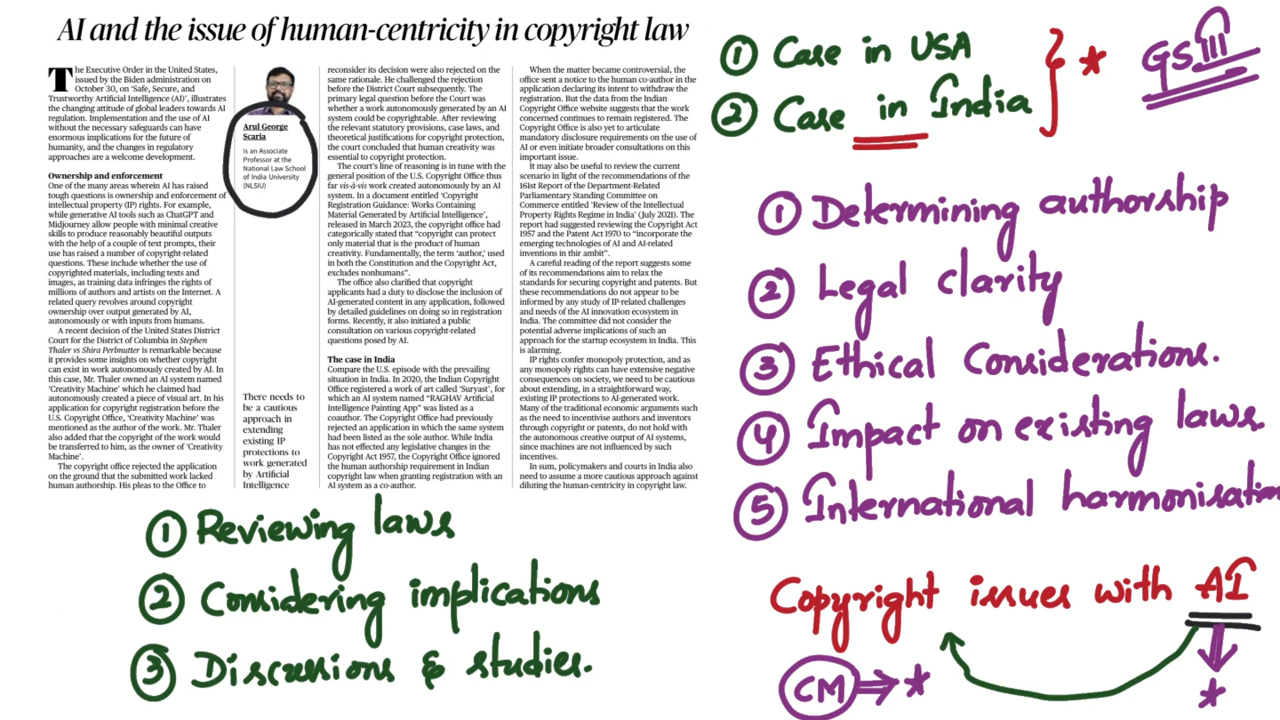 AI and the issue of human-centricity in copyright law
The Executive Order in the United States,
issued by the Biden administration on
October 30, on ‘Safe, Secure, and
Trustworthy Artificial Intelligence (AI)’, illustrates
the changing attitude of global leaders towards AI
regulation. Implementation and the use of AI
without the necessary safeguards can have
enormous implications for the future of
humanity, and the changes in regulatory
approaches are a welcome development.
Ownership and enforcement
One of the many areas wherein AI has raised
tough questions is ownership and enforcement of
intellectual property (IP) rights. For example,
while generative AI tools such as ChatGPT and
Midjourney allow people with minimal creative
skills to produce reasonably beautiful outputs
with the help of a couple of text prompts, their
use has raised a number of copyright-related
questions. These include whether the use of
copyrighted materials, including texts and
images, as training data infringes the rights of
millions of authors and artists on the Internet. A
related query revolves around copyright
ownership over output generated by AI,
autonomously or with inputs from humans.
A recent decision of the United States District
Court for the District of Columbia in Stephen
Thaler vs Shira Perlmutter is remarkable because
it provides some insights on whether copyright
can exist in work autonomously created by AI. In
this case, Mr. Thaler owned an AI system named
‘Creativity Machine’ which he claimed had
autonomously created a piece of visual art. In his
application for copyright registration before the
U.S. Copyright Office, ‘Creativity Machine’ was
mentioned as the author of the work. Mr. Thaler
also added that the copyright of the work would
be transferred to him, as the owner of ‘Creativity
Machine’.
The copyright office rejected the application
on the ground that the submitted work lacked
human authorship. His pleas to the Office to
Arul George
Scaria
is an Associate
Professor at the
National Law School
of India University
(NLSIU)
There needs to
be a cautious
approach in
extending
existing IP
protections to
work generated
by Artificial
Intelligence
reconsider its decision were also rejected on the
same rationale. He challenged the rejection
before the District Court subsequently. The
primary legal question before the Court was
whether a work autonomously generated by an AI
system could be copyrightable. After reviewing
the relevant statutory provisions, case laws, and
theoretical justifications for copyright protection,
the court concluded that human creativity was
essential to copyright protection.
The court’s line of reasoning is in tune with the
general position of the U.S. Copyright Office thus
far vis-à-vis work created autonomously by an AI
system. In a document entitled ‘Copyright
Registration Guidance: Works Containing
Material Generated by Artificial Intelligence’,
released in March 2023, the copyright office had
categorically stated that “copyright can protect
only material that is the product of human
creativity. Fundamentally, the term ‘author,’ used
in both the Constitution and the Copyright Act,
excludes nonhumans”.
The office also clarified that copyright
applicants had a duty to disclose the inclusion of
AI-generated content in any application, followed
by detailed guidelines on doing so in registration
forms. Recently, it also initiated a public
consultation on various copyright-related
questions posed by AI.
The case in India
Compare the U.S. episode with the prevailing
situation in India. In 2020, the Indian Copyright
Office registered a work of art called ‘Suryast’, for
which an AI system named “RAGHAV Artificial
Intelligence Painting App” was listed as a
coauthor. The Copyright Office had previously
rejected an application in which the same system
had been listed as the sole author. While India
has not effected any legislative changes in the
Copyright Act 1957, the Copyright Office ignored
the human authorship requirement in Indian
copyright law when granting registration with an
AI system as a co-author.
When the matter became controversial, the
office sent a notice to the human co-author in the
application declaring its intent to withdraw the
registration. But the data from the Indian
Copyright Office website suggests that the work
concerned continues to remain registered. The
Copyright Office is also yet to articulate
mandatory disclosure requirements on the use of
AI or even initiate broader consultations on this
important issue.
It may also be useful to review the current
scenario in light of the recommendations of the
161st Report of the Department-Related
Parliamentary Standing Committee on
Commerce entitled ‘Review of the Intellectual
Property Rights Regime in India’ (July 2021). The
report had suggested reviewing the Copyright Act
1957 and the Patent Act 1970 to “incorporate the
emerging technologies of AI and AI-related
inventions in thir ambit”.
A careful reading of the report suggests some
of its recommendations aim to relax the
standards for securing copyright and patents. But
these recommendations do not appear to be
informed by any study of IP-related challenges
and needs of the AI innovation ecosystem in
India. The committee did not consider the
potential adverse implications of such an
approach for the startup ecosystem in India. This
is alarming.
IP rights confer monopoly protection, and as
any monopoly rights can have extensive negative
consequences on society, we need to be cautious
about extending, in a straightforward way,
existing IP protections to AI-generated work.
Many of the traditional economic arguments such
as the need to incentivise authors and inventors
through copyright or patents, do not hold with
the autonomous creative output of AI systems,
since machines are not influenced by such
incentives.
In sum, policymakers and courts in India also
need to assume a more cautious approach against
diluting the human-centricity in copyright law.
① Case in USA
② Case in India
*
GS III
① Determining authorship
② Legal clarity
③ Ethical Considerations.
④ Impact on existing laws.
⑤ International harmonisation
① Reviewing laws
② Considering implications
③ Discussions & studies.
Copyright issues with AI
CM ⇒ *
*